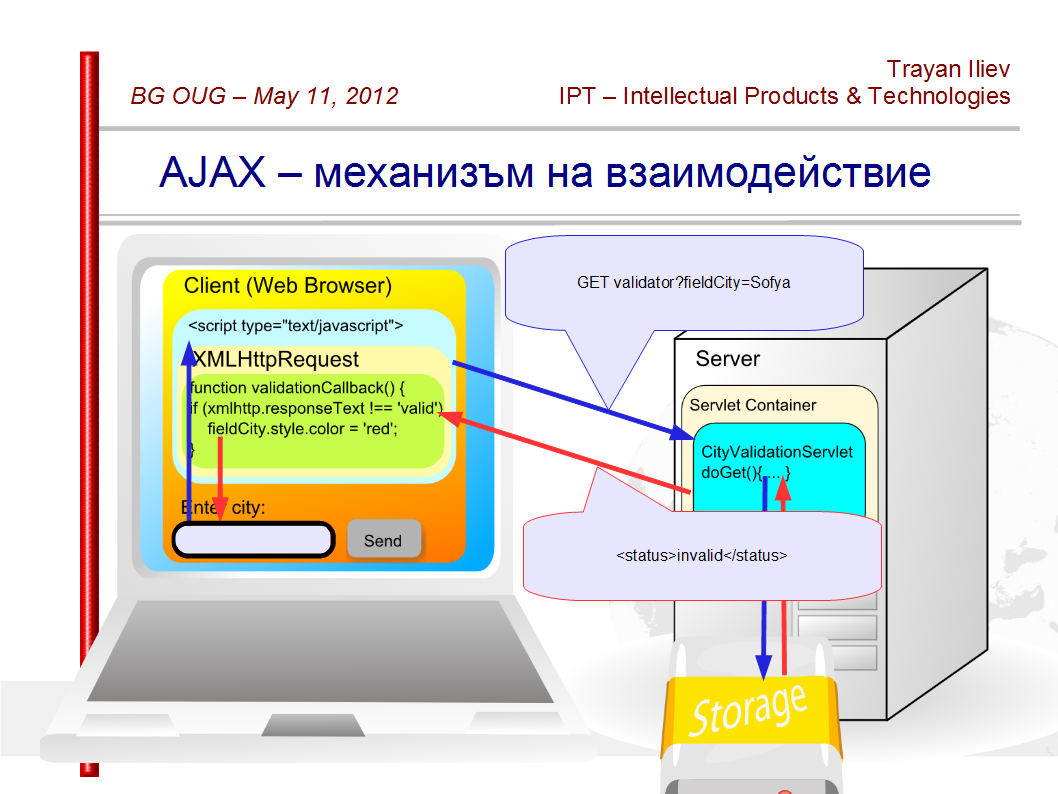 Trayan Iliev
BG OUG – May 11, 2012
IPT – Intellectual Products & Technologies
AJAX – механизъм на взаимодействие
GET validator?fieldCity=Sofya
Client (Web Browser)
<script type="text/javascript">
XMLHttpRequest
function validationCallback() {
if (xmlhttp.responseText !== 'valid')
fieldCity.style.color = 'red';
}
Enter city:
Send
Server
Servlet Container
CityValidationServlet
doGet(){ ... }
<status>invalid</status>
Storage